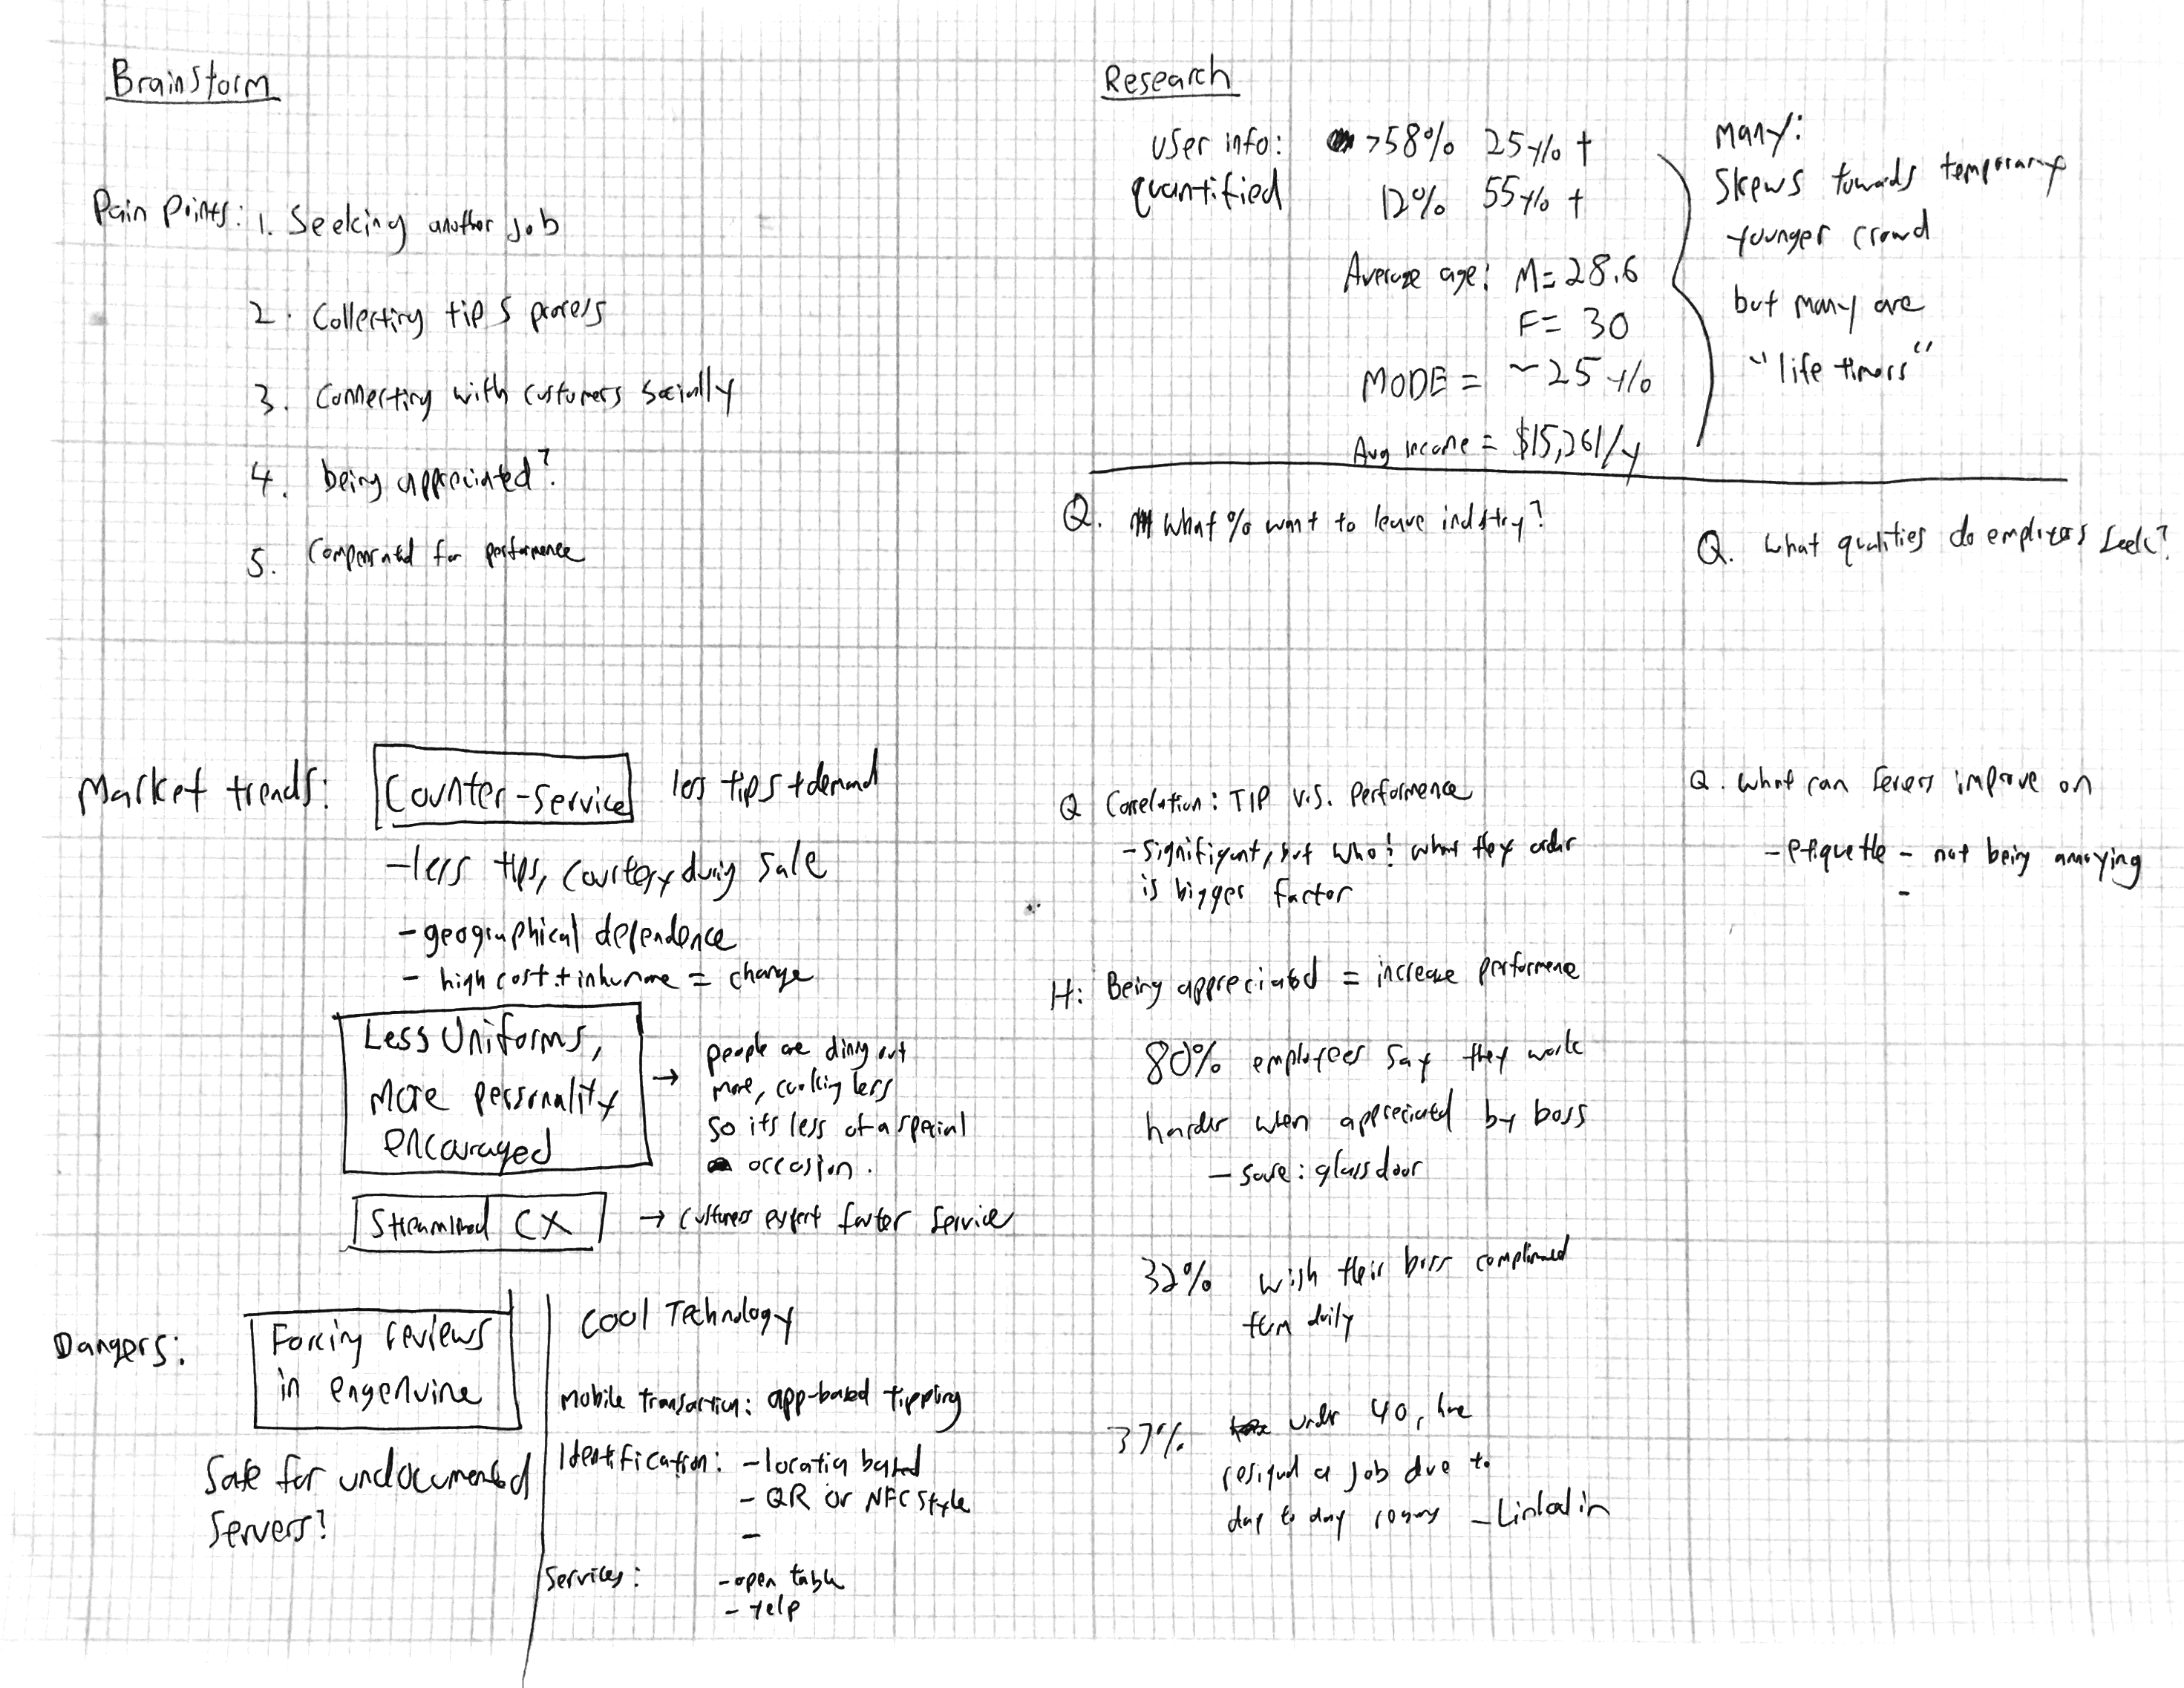 Brainstorm
Pain Points: 1. Seeking another job
2. Collecting tips process
3. Connecting with customers socially
4. being appreciated?
5. Compensated for performence
Market trends: Counter-service less tips + demand
- less tips, courtesy during sale
- geographical dependence
- high cost + inhumane = change
Less Uniforms,
More personality
encouraged
→ people are dining out
more, cooking less
so its less of a special
occasion.
Streamlined CX → customers expect faster service
Dangers: Forcing reviews
in engenuine
Safe for undocumented
Servers?
Cool Technology
Mobile transaction: app-based tipping
Identification: - location based
- QR or NFC style
-
Services: - open table
- yelp
Research
User info: >58% 25 y/o +
quantified 12% 55 y/o +
Average age: M= 28.6
F= 30
MODE = ~25 y/o
Avg income = $15,261/y
Many:
Skews towards temporary
younger crowd
but many are
"life timers"
Q. What % want to leave industry?
Q. What qualities do employers seek?
Q Correlation: TIP V.S. Performence
- signifigant, but who & what they order
is bigger factor
Q. What can servers improve on
- etiquette - not being annoying
-
H: Being appreciated = increase performence
80% employees say they work
harder when appreciated by boss
- source: glassdoor
32% wish their boss complimented
them daily
37% under 40, have
resigned a job due to
day to day - Linkedin